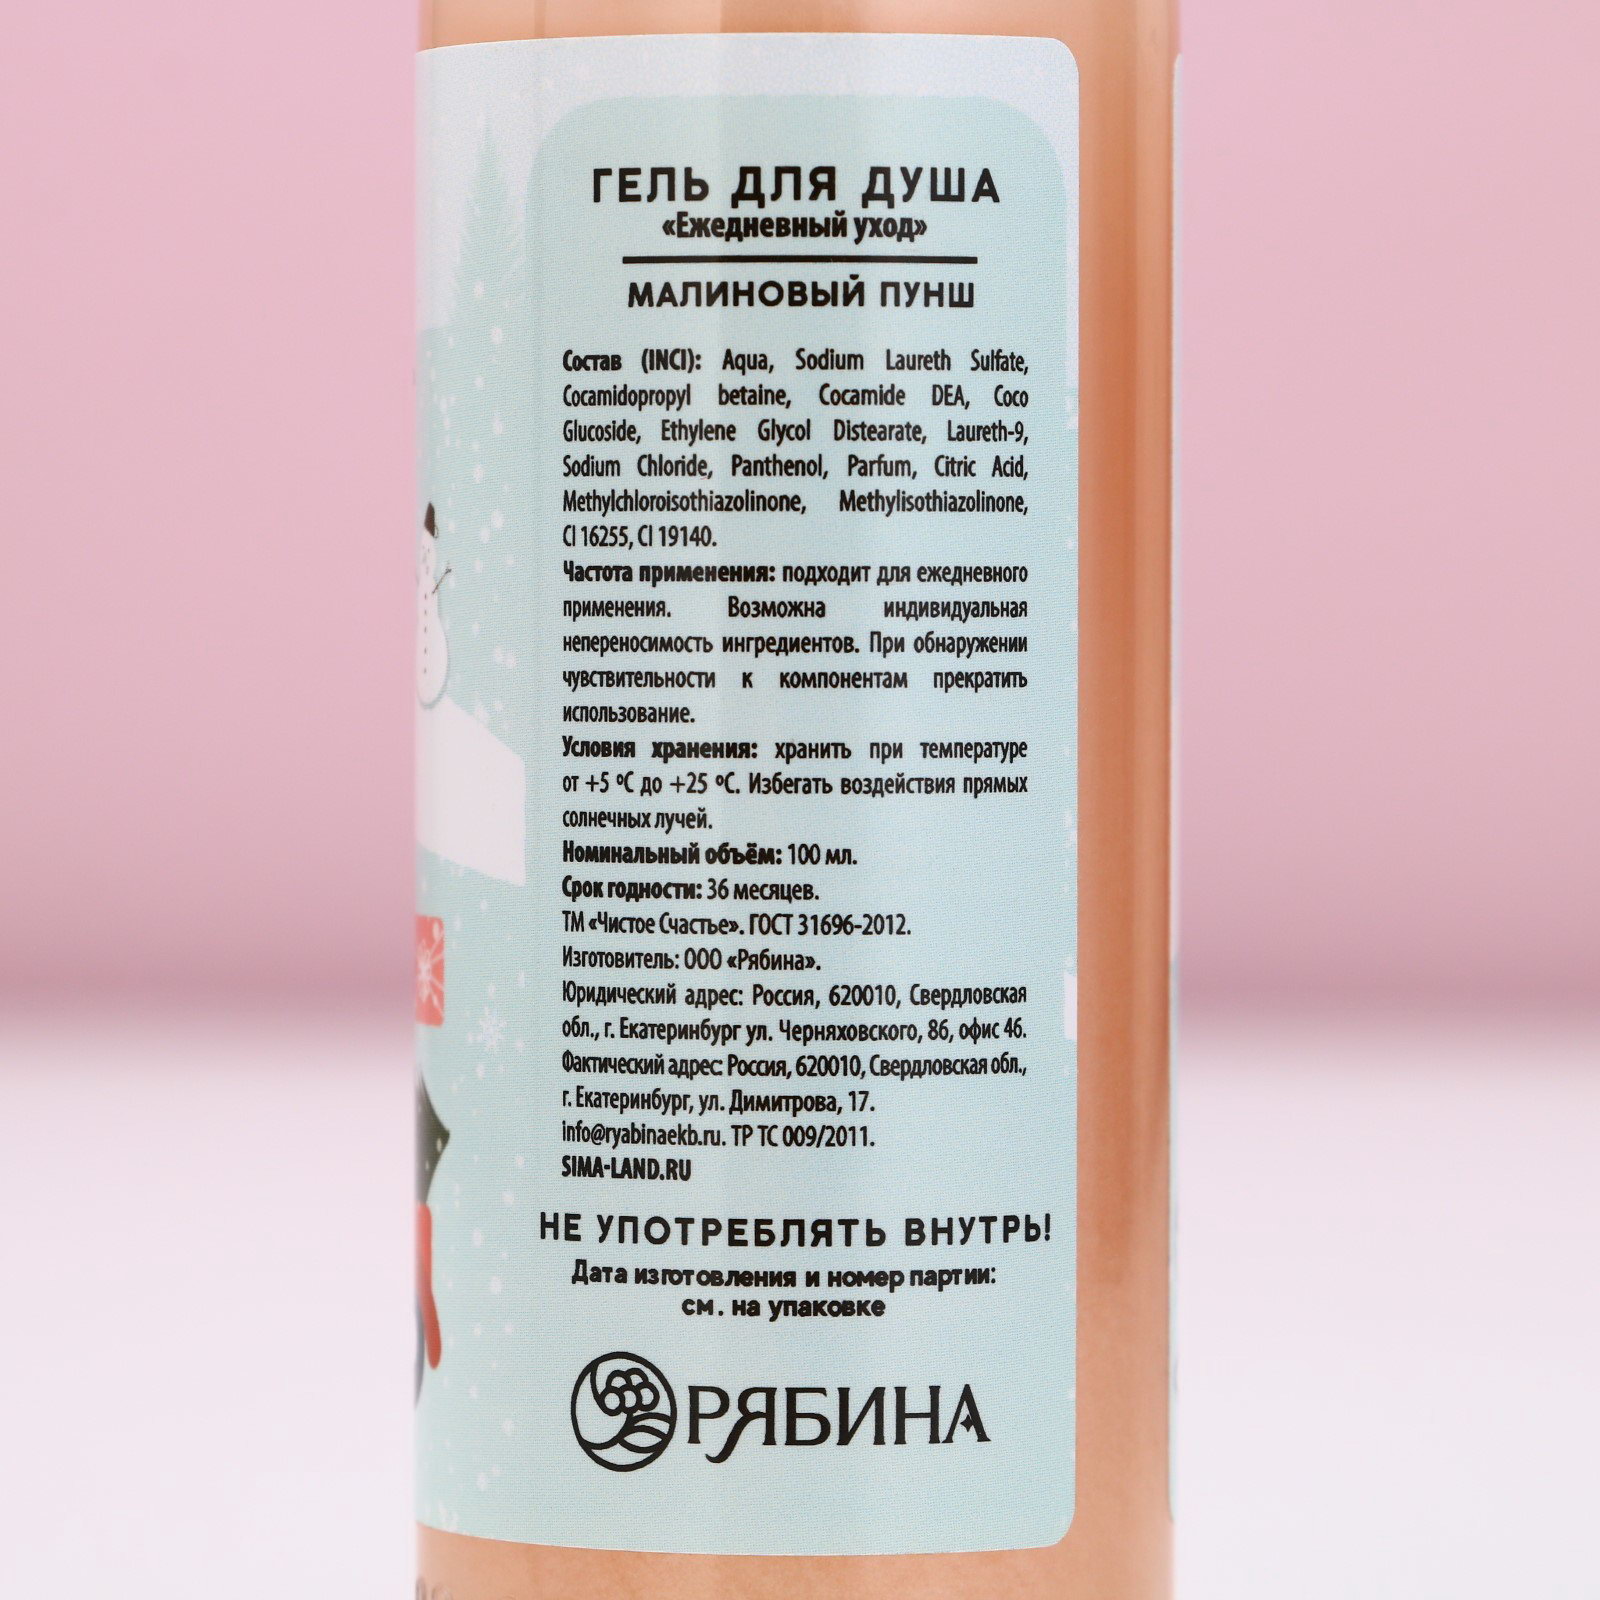 ГЕЛЬ ДЛЯ ДУША
«Ежедневный уход»
МАЛИНОВЫЙ ПУНШ
Состав (INCI): Aqua, Sodium Laureth Sulfate,
Cocamidopropyl betaine, Cocamide DEA, Coco
Glucoside, Ethylene Glycol Distearate, Laureth-9,
Sodium Chloride, Panthenol, Parfum, Citric Acid,
Methylchloroisothiazolinone, Methylisothiazolinone,
CI 16255, CI 19140.
Частота применения: подходит для ежедневного
применения. Возможна индивидуальная
непереносимость ингредиентов. При обнаружении
чувствительности к компонентам прекратить
использование.
Условия хранения: хранить при температуре
от +5 ºС до +25 ºС. Избегать воздействия прямых
солнечных лучей.
Номинальный объём: 100 мл.
Срок годности: 36 месяцев.
ТМ «Чистое Счастье». ГОСТ 31696-2012.
Изготовитель: ООО «Рябина».
Юридический адрес: Россия, 620010, Свердловская
обл., г. Екатеринбург ул. Черняховского, 86, офис 46.
Фактический адрес: Россия, 620010, Свердловская обл.,
г. Екатеринбург, ул. Димитрова, 17.
info@ryabinaekb.ru. ТР ТС 009/2011.
SIMA-LAND.RU
НЕ УПОТРЕБЛЯТЬ ВНУТРЬ!
Дата изготовления и номер партии:
см. на упаковке
РЯБИНА